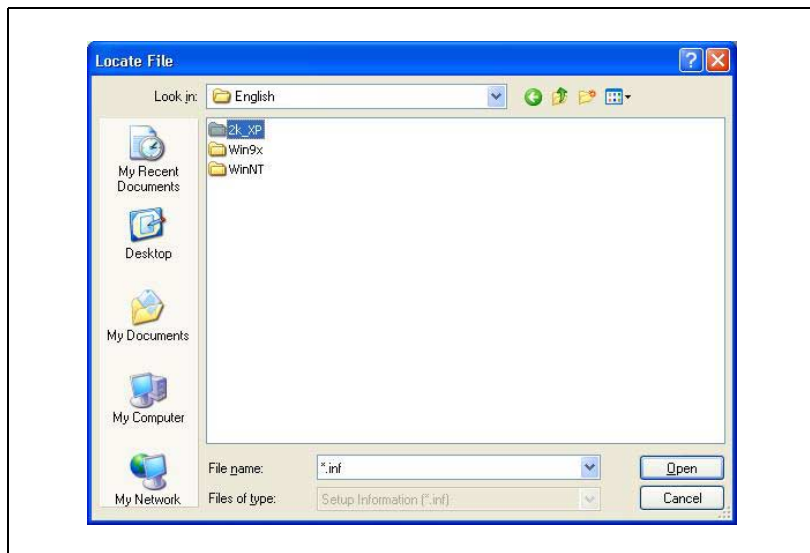 Locate File
Look in: English
2k_XP
Win9x
WinNT
My Recent
Documents
Desktop
My Documents
My Computer
My Network
File name: *.inf Open
Files of type: Setup Information (*.inf) Cancel